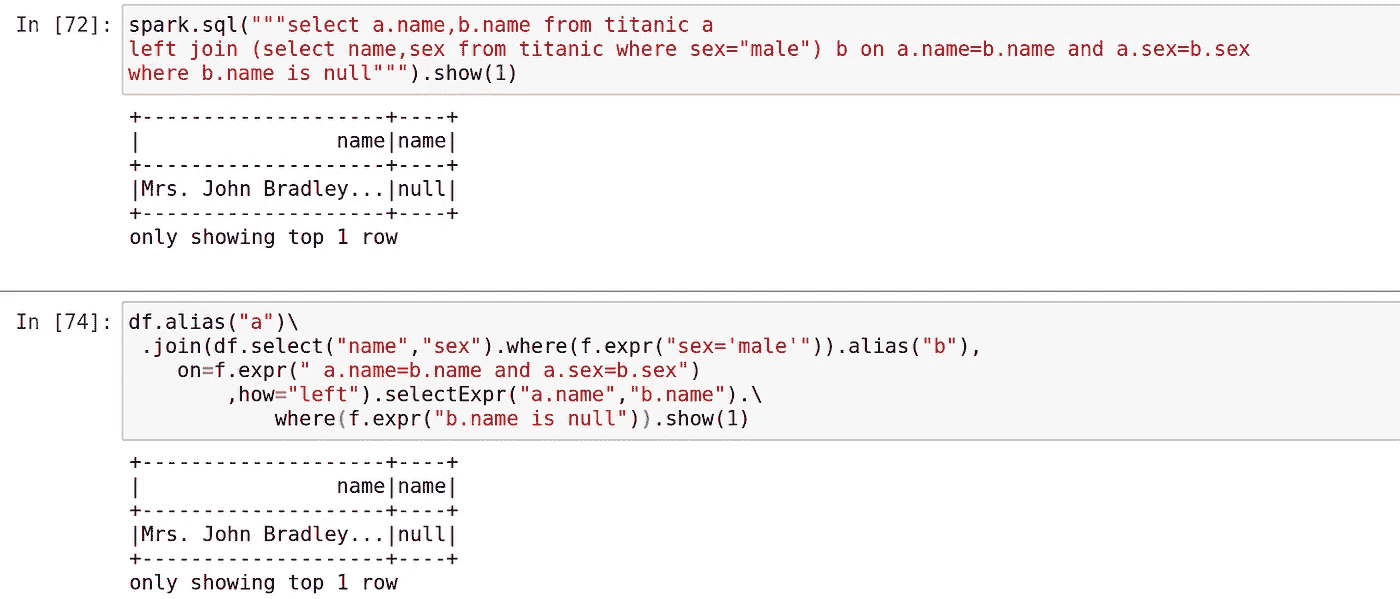 In [72]: spark.sql("""select a.name,b.name from titanic a
left join (select name,sex from titanic where sex="male") b on a.name=b.name and a.sex=b.sex
where b.name is null""").show(1)
+--------------------+----+
|                name|name|
+--------------------+----+
|Mrs. John Bradley...|null|
+--------------------+----+
only showing top 1 row
In [74]: df.alias("a")\
 .join(df.select("name","sex").where(f.expr("sex='male'")).alias("b"),
    on=f.expr(" a.name=b.name and a.sex=b.sex")
        ,how="left").selectExpr("a.name","b.name").\
            where(f.expr("b.name is null")).show(1)
+--------------------+----+
|                name|name|
+--------------------+----+
|Mrs. John Bradley...|null|
+--------------------+----+
only showing top 1 row